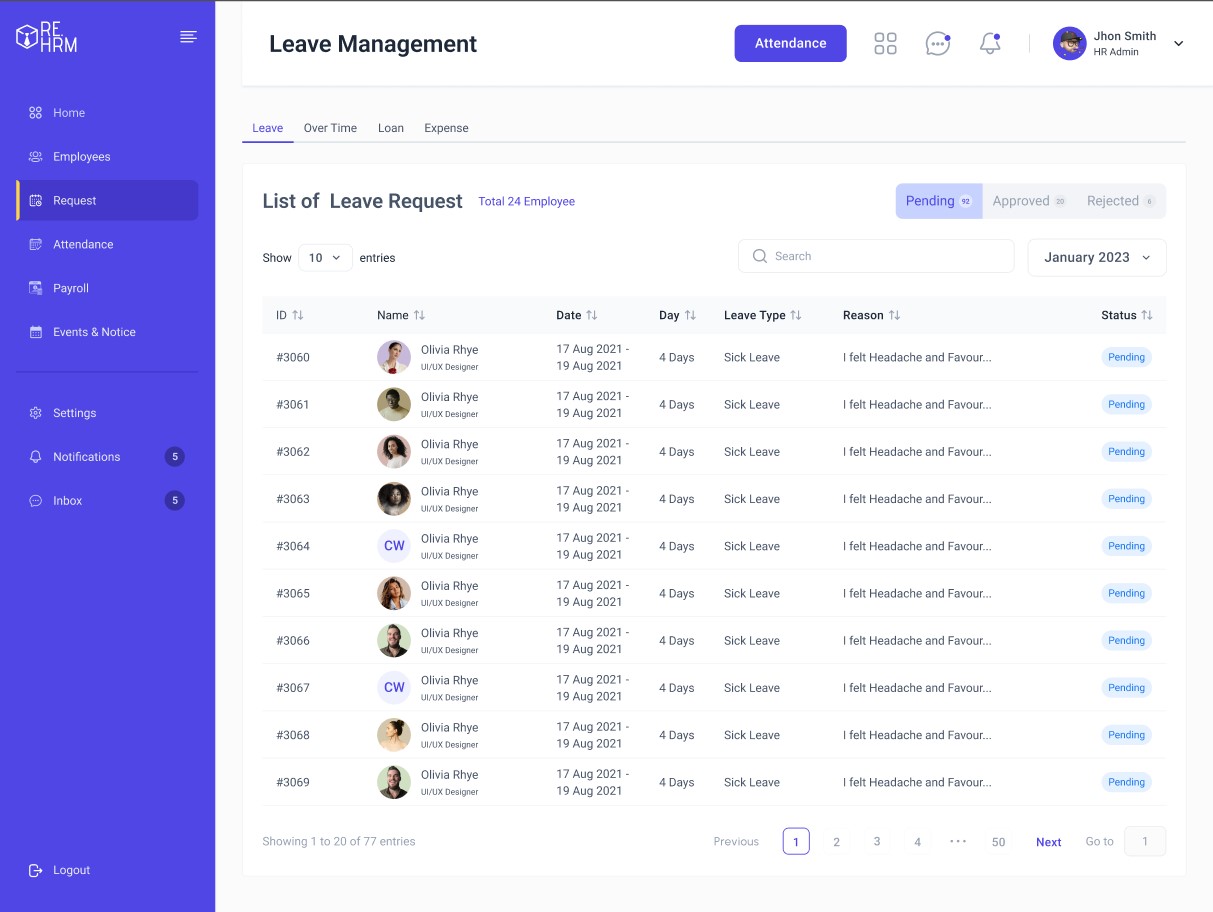 RE
HRM
Home
Employees
Request
Attendance
Payroll
Events & Notice
Settings
Notifications 5
Inbox 5
Logout
Leave Management
Attendance
Jhon Smith
HR Admin
Leave Over Time Loan Expense
List of Leave Request Total 24 Employee
Pending 92 Approved 20 Rejected 6
Show 10 entries
Search
January 2023
ID Name Date Day Leave Type Reason Status
#3060 Olivia Rhye 17 Aug 2021 - 4 Days Sick Leave I felt Headache and Favour... Pending
UI/UX Designer 19 Aug 2021
#3061 Olivia Rhye 17 Aug 2021 - 4 Days Sick Leave I felt Headache and Favour... Pending
UI/UX Designer 19 Aug 2021
#3062 Olivia Rhye 17 Aug 2021 - 4 Days Sick Leave I felt Headache and Favour... Pending
UI/UX Designer 19 Aug 2021
#3063 Olivia Rhye 17 Aug 2021 - 4 Days Sick Leave I felt Headache and Favour... Pending
UI/UX Designer 19 Aug 2021
#3064 CW Olivia Rhye 17 Aug 2021 - 4 Days Sick Leave I felt Headache and Favour... Pending
UI/UX Designer 19 Aug 2021
#3065 Olivia Rhye 17 Aug 2021 - 4 Days Sick Leave I felt Headache and Favour... Pending
UI/UX Designer 19 Aug 2021
#3066 Olivia Rhye 17 Aug 2021 - 4 Days Sick Leave I felt Headache and Favour... Pending
UI/UX Designer 19 Aug 2021
#3067 CW Olivia Rhye 17 Aug 2021 - 4 Days Sick Leave I felt Headache and Favour... Pending
UI/UX Designer 19 Aug 2021
#3068 Olivia Rhye 17 Aug 2021 - 4 Days Sick Leave I felt Headache and Favour... Pending
UI/UX Designer 19 Aug 2021
#3069 Olivia Rhye 17 Aug 2021 - 4 Days Sick Leave I felt Headache and Favour... Pending
UI/UX Designer 19 Aug 2021
Showing 1 to 20 of 77 entries
Previous 1 2 3 4 ... 50 Next Go to 1